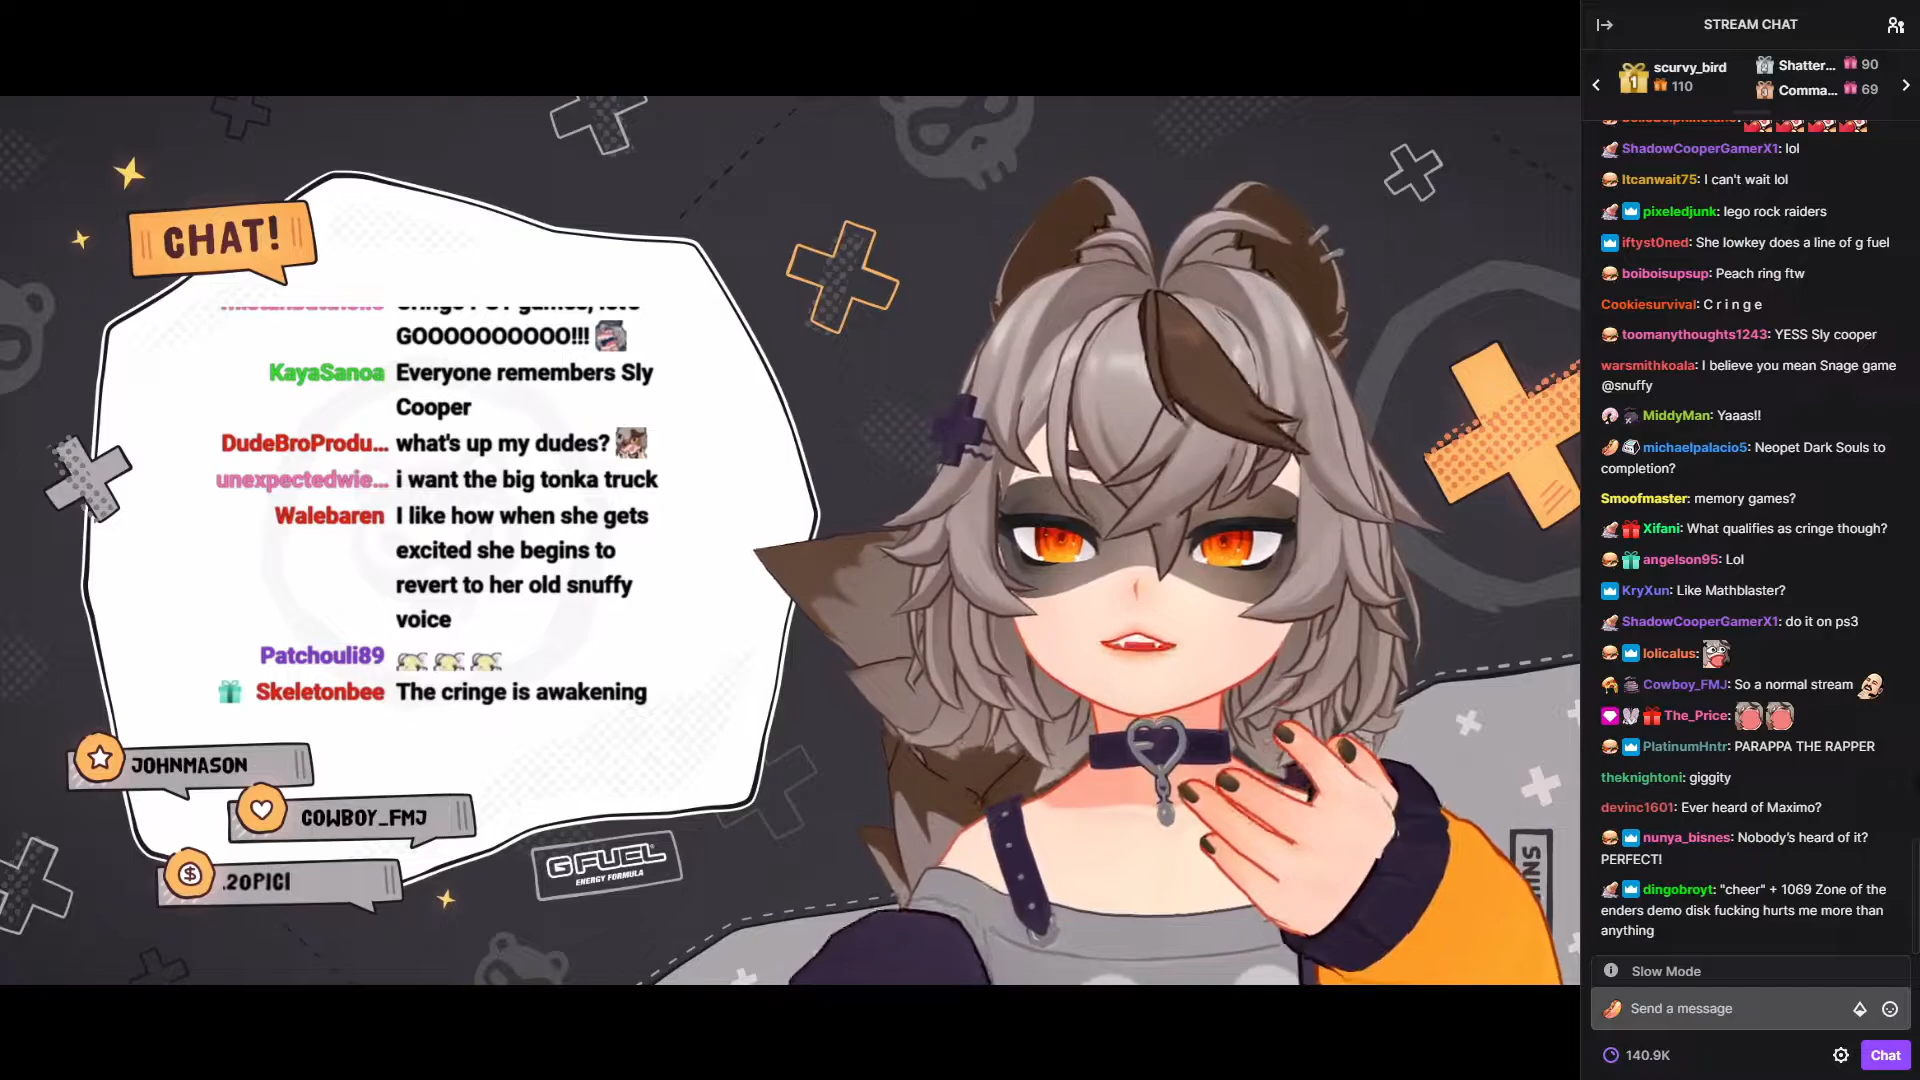 CHAT!
GOOOOOOOOOO!!!
KayaSanoa Everyone remembers Sly
Cooper
DudeBroProdu... what's up my dudes?
unexpectedwie... i want the big tonka truck
Walebaren I like how when she gets
excited she begins to
revert to her old snuffy
voice
Patchouli89
Skeletonbee The cringe is awakening
JOHNMASON
COWBOY_FMJ
.20PICI
G FUEL
ENERGY FORMULA
STREAM CHAT
scurvy_bird
110
Shatter... 90
Comma... 69
ShadowCooperGamerX1: lol
Itcanwait75: I can't wait lol
pixeledjunk: lego rock raiders
iftyst0ned: She lowkey does a line of g fuel
boiboisupsup: Peach ring ftw
Cookiesurvival: C r i n g e
toomanythoughts1243: YESS Sly cooper
warsmithkoala: I believe you mean Snage game
@snuffy
MiddyMan: Yaaas!!
michaelpalacio5: Neopet Dark Souls to
completion?
Smoofmaster: memory games?
Xifani: What qualifies as cringe though?
angelson95: Lol
KryXun: Like Mathblaster?
ShadowCooperGamerX1: do it on ps3
lolicalus:
Cowboy_FMJ: So a normal stream
The_Price:
PlatinumHntr: PARAPPA THE RAPPER
theknightoni: giggity
devinc1601: Ever heard of Maximo?
nunya_bisnes: Nobody's heard of it?
PERFECT!
dingobroyt: "cheer" + 1069 Zone of the
enders demo disk fucking hurts me more than
anything
Slow Mode
Send a message
140.9K
Chat